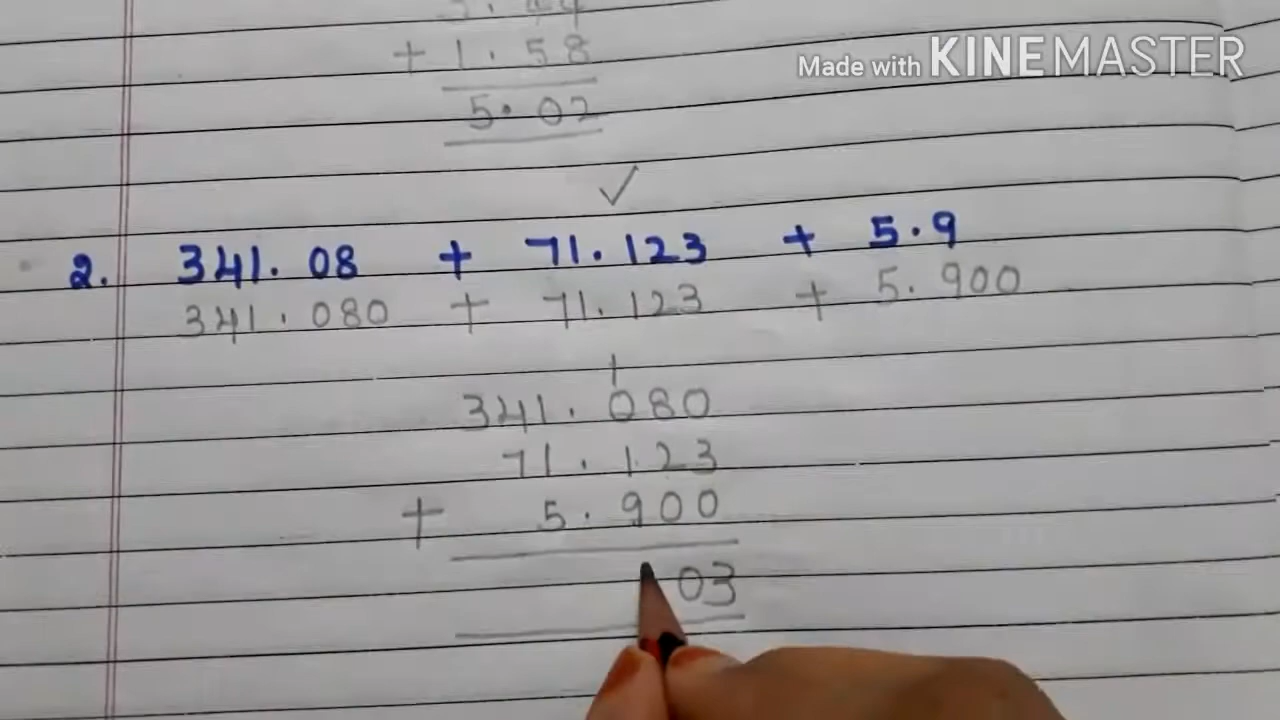 + 1.58
Made with KINEMASTER
5.02
✓
2. 341.08 + 71.123 + 5.9
341.080 + 71.123 + 5.900
1
341.080
71.123
+ 5.900
03